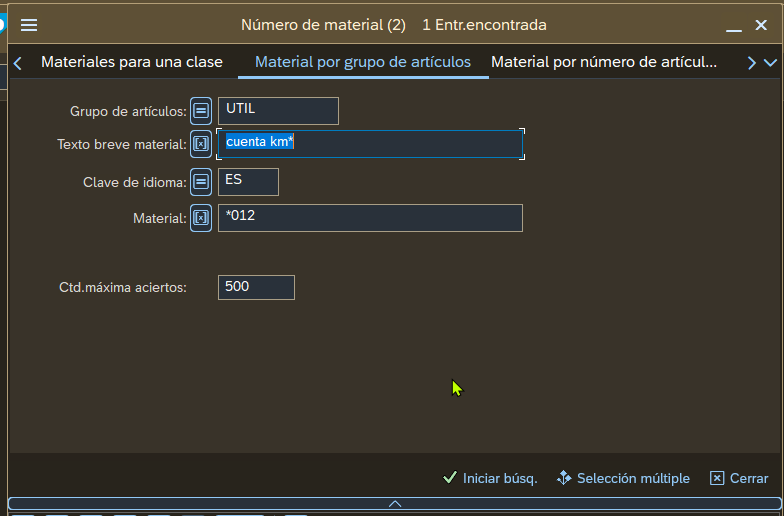 Número de material (2) 1 Entr.encontrada
Materiales para una clase Material por grupo de artículos Material por número de artícul...
Grupo de artículos: UTIL
Texto breve material: cuenta km*
Clave de idioma: ES
Material: *012
Ctd.máxima aciertos: 500
Iniciar búsq. Selección múltiple Cerrar